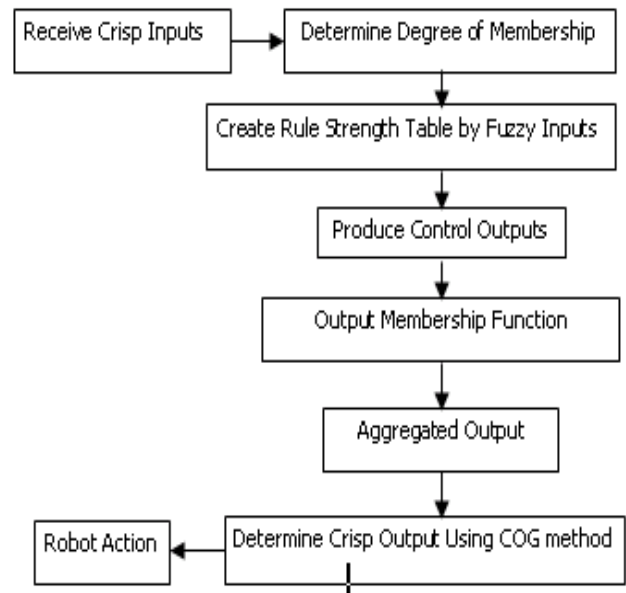 Receive Crisp Inputs
Determine Degree of Membership
Create Rule Strength Table by Fuzzy Inputs
Produce Control Outputs
Output Membership Function
Aggregated Output
Determine Crisp Output Using COG method
Robot Action